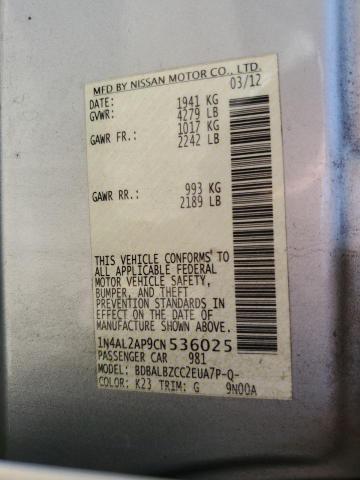 MFD BY NISSAN MOTOR CO., LTD.
03/12
DATE: 1941 KG
GVWR: 4279 LB
1017 KG
GAWR FR.: 2242 LB
GAWR RR.: 993 KG
2189 LB
THIS VEHICLE CONFORMS TO
ALL APPLICABLE FEDERAL
MOTOR VEHICLE SAFETY,
BUMPER, AND THEFT
PREVENTION STANDARDS IN
EFFECT ON THE DATE OF
MANUFACTURE SHOWN ABOVE.
1N4AL2AP9CN536025
PASSENGER CAR 981
MODEL: BDBALBZCC2EUA7P-Q-
COLOR: K23 TRIM: G 9N00A